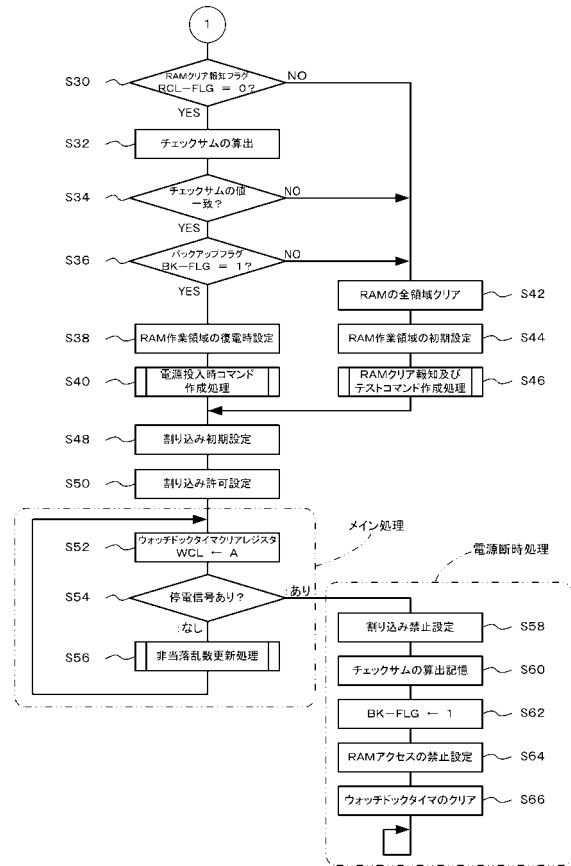 1
S30
RAMクリア報知フラグ
RCL-FLG = 0?
NO
YES
S32
チェックサムの算出
S34
チェックサムの値
一致?
NO
YES
S36
バックアップフラグ
BK-FLG = 1?
NO
YES
RAMの全領域クリア
S42
S38
RAM作業領域の復電時設定
RAM作業領域の初期設定
S44
S40
電源投入時コマンド
作成処理
RAMクリア報知及び
テストコマンド作成処理
S46
S48
割り込み初期設定
S50
割り込み許可設定
メイン処理
S52
ウォッチドックタイマクリアレジスタ
WCL ← A
電源断時処理
S54
停電信号あり?
:あり
:なし
S56
非当落乱数更新処理
割り込み禁止設定
S58
チェックサムの算出記憶
S60
BK-FLG ← 1
S62
RAMアクセスの禁止設定
S64
ウォッチドックタイマのクリア
S66